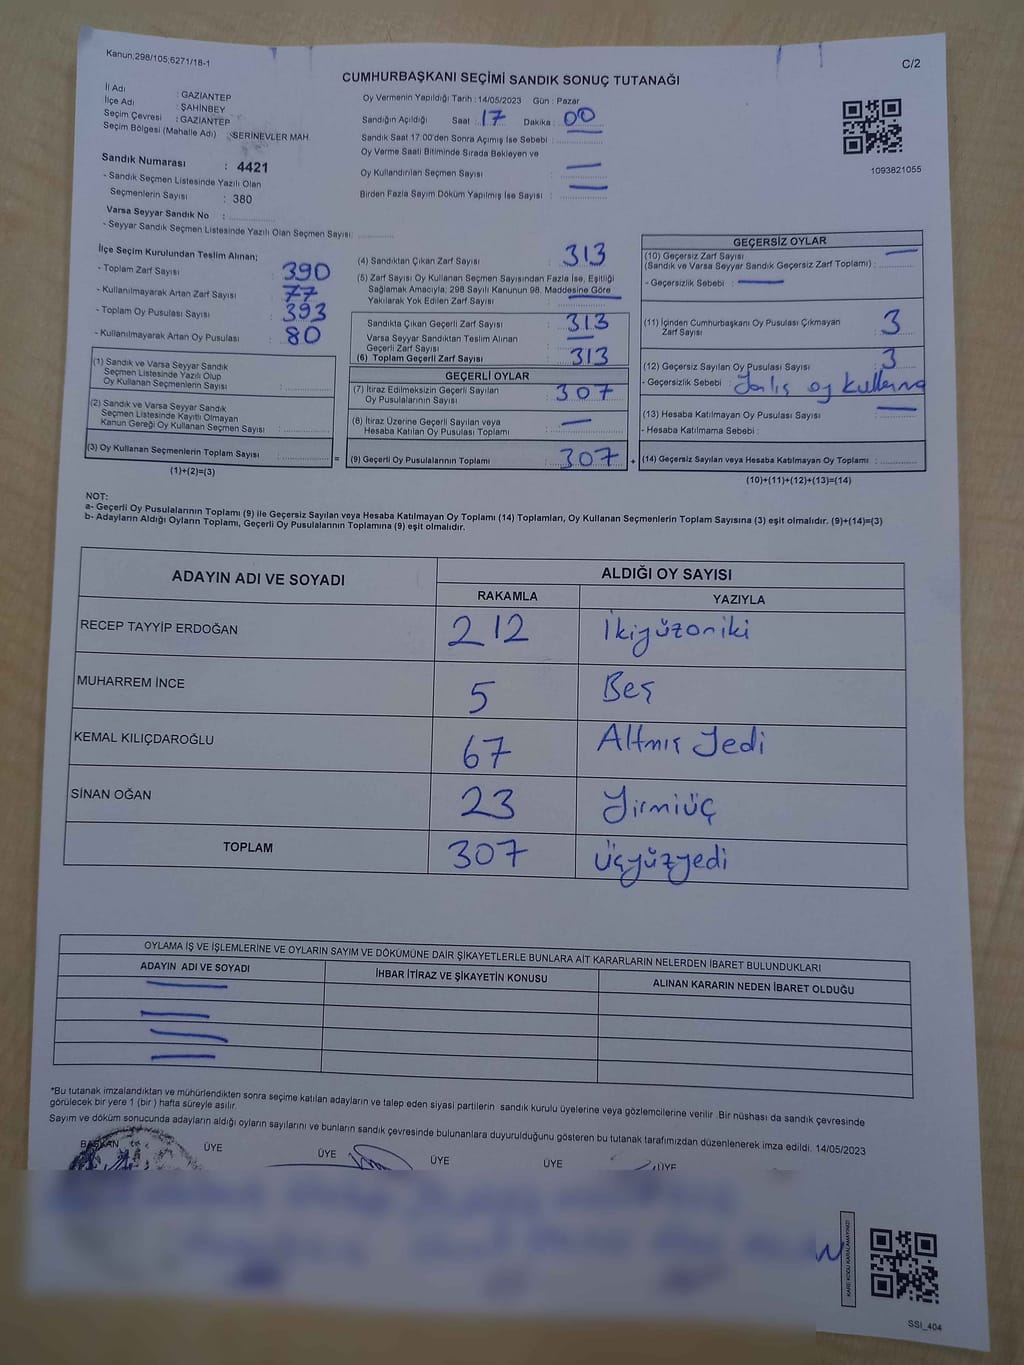 Kanun;298/105;6271/18-1
C/2
CUMHURBAŞKANI SEÇİMİ SANDIK SONUÇ TUTANAĞI
İl Adı : GAZİANTEP
İlçe Adı : ŞAHİNBEY
Seçim Çevresi : GAZİANTEP
Seçim Bölgesi (Mahalle Adı) : SERİNEVLER MAH.
Sandık Numarası : 4421
- Sandık Seçmen Listesinde Yazılı Olan
Seçmenlerin Sayısı : 380
Varsa Seyyar Sandık No :
- Seyyar Sandık Seçmen Listesinde Yazılı Olan Seçmen Sayısı:
Oy Vermenin Yapıldığı Tarih : 14/05/2023 Gün : Pazar
Sandığın Açıldığı Saat : 17 Dakika : 00
Sandık Saat 17:00'den Sonra Açımış İse Sebebi :
Oy Verme Saati Bitiminde Sırada Bekleyen ve
Oy Kullandırılan Seçmen Sayısı : —
Birden Fazla Sayım Döküm Yapılmış İse Sayısı : —
1093821055
İlçe Seçim Kurulundan Teslim Alınan;
- Toplam Zarf Sayısı 390
- Kullanılmayarak Artan Zarf Sayısı 77
- Toplam Oy Pusulası Sayısı 393
- Kullanılmayarak Artan Oy Pusulası : 80
(1) Sandık ve Varsa Seyyar Sandık
Seçmen Listesinde Yazılı Olup
Oy Kullanan Seçmenlerin Sayısı :
(2) Sandık ve Varsa Seyyar Sandık
Seçmen Listesinde Kayıtlı Olmayan
Kanun Gereği Oy Kullanan Seçmen Sayısı :
(3) Oy Kullanan Seçmenlerin Toplam Sayısı :
(1)+(2)=(3)
(4) Sandıktan Çıkan Zarf Sayısı : 313
(5) Zarf Sayısı Oy Kullanan Seçmen Sayısından Fazla İse, Eşitliği
Sağlamak Amacıyla; 298 Sayılı Kanunun 98. Maddesine Göre
Yakılarak Yok Edilen Zarf Sayısı : —
Sandıkta Çıkan Geçerli Zarf Sayısı : 313
Varsa Seyyar Sandıktan Teslim Alınan
Geçerli Zarf Sayısı : —
(6) Toplam Geçerli Zarf Sayısı : 313
GEÇERLİ OYLAR
(7) İtiraz Edilmeksizin Geçerli Sayılan
Oy Pusulalarının Sayısı : 307
(8) İtiraz Üzerine Geçerli Sayılan veya
Hesaba Katılan Oy Pusulası Toplamı : —
= (9) Geçerli Oy Pusulalarının Toplamı : 307 +
GEÇERSİZ OYLAR
(10) Geçersiz Zarf Sayısı
(Sandık ve Varsa Seyyar Sandık Geçersiz Zarf Toplamı) : —
- Geçersizlik Sebebi : —
(11) İçinden Cumhurbaşkanı Oy Pusulası Çıkmayan
Zarf Sayısı : 3
(12) Geçersiz Sayılan Oy Pusulası Sayısı : 3
- Geçersizlik Sebebi : Yanlış oy kullanma
(13) Hesaba Katılmayan Oy Pusulası Sayısı : —
- Hesaba Katılmama Sebebi :
(14) Geçersiz Sayılan veya Hesaba Katılmayan Oy Toplamı :
(10)+(11)+(12)+(13)=(14)
NOT:
a- Geçerli Oy Pusulalarının Toplamı (9) ile Geçersiz Sayılan veya Hesaba Katılmayan Oy Toplamı (14) Toplamları, Oy Kullanan Seçmenlerin Toplam Sayısına (3) eşit olmalıdır. (9)+(14)=(3)
b- Adayların Aldığı Oyların Toplamı, Geçerli Oy Pusulalarının Toplamına (9) eşit olmalıdır.
ADAYIN ADI VE SOYADI
ALDIĞI OY SAYISI
RAKAMLA YAZIYLA
RECEP TAYYİP ERDOĞAN 212 İkiyüzoniki
MUHARREM İNCE 5 Beş
KEMAL KILIÇDAROĞLU 67 Altmış Yedi
SİNAN OĞAN 23 Yirmiüç
TOPLAM 307 Üçyüzyedi
OYLAMA İŞ VE İŞLEMLERİNE VE OYLARIN SAYIM VE DÖKÜMÜNE DAİR ŞİKAYETLERLE BUNLARA AİT KARARLARIN NELERDEN İBARET BULUNDUKLARI
ADAYIN ADI VE SOYADI İHBAR İTİRAZ VE ŞİKAYETİN KONUSU ALINAN KARARIN NEDEN İBARET OLDUĞU
*Bu tutanak imzalandıktan ve mühürlendikten sonra seçime katılan adayların ve talep eden siyasi partilerin sandık kurulu üyelerine veya gözlemcilerine verilir. Bir nüshası da sandık çevresinde
görülecek bir yere 1 (bir) hafta süreyle asılır.
Sayım ve döküm sonucunda adayların aldığı oyların sayılarını ve bunların sandık çevresinde bulunanlara duyurulduğunu gösteren bu tutanak tarafımızdan düzenlenerek imza edildi. 14/05/2023
BAŞKAN ÜYE ÜYE ÜYE ÜYE ÜYE
KARE KODU KARALAMAYINIZ!
SSİ_404